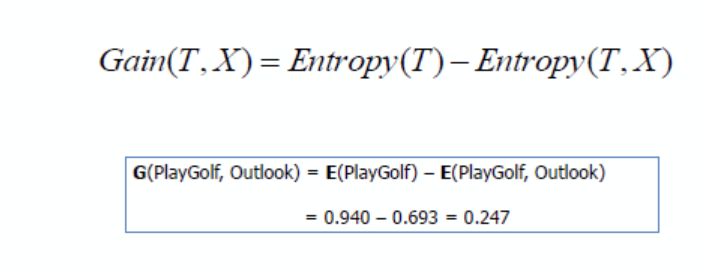 Gain(T, X) = Entropy(T) – Entropy(T, X)
G(PlayGolf, Outlook) = E(PlayGolf) – E(PlayGolf, Outlook)
= 0.940 – 0.693 = 0.247